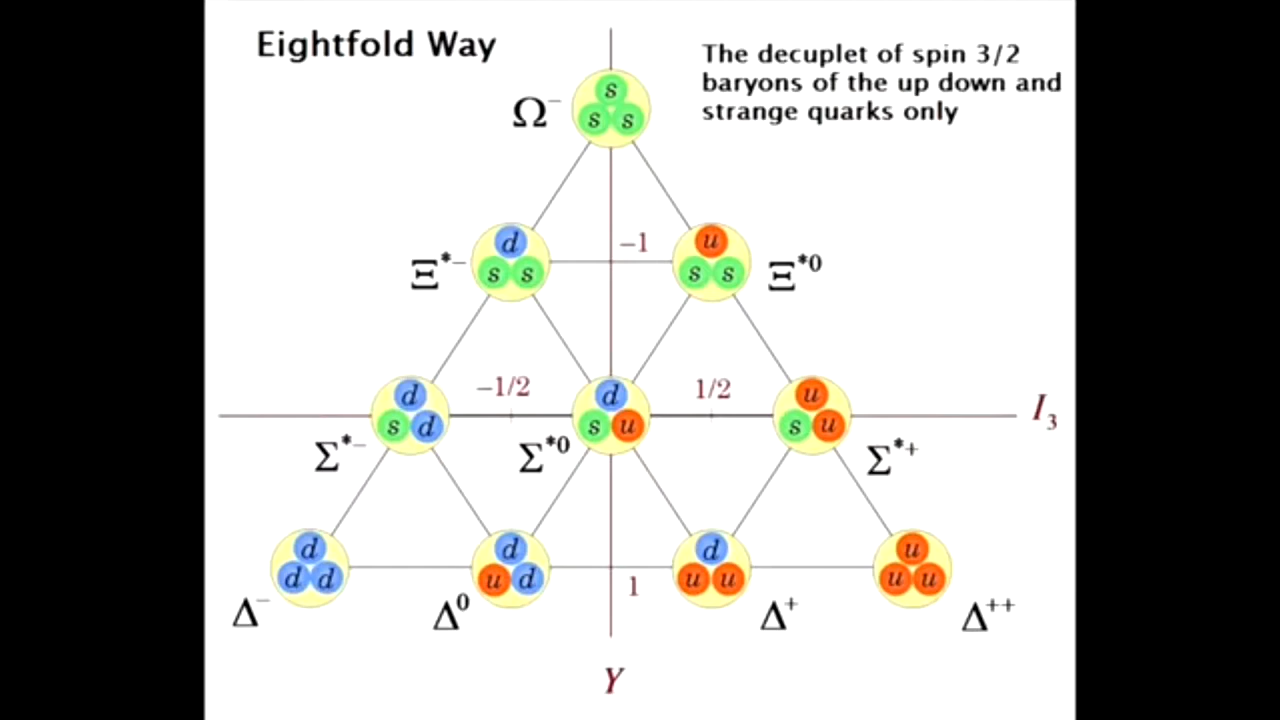 Eightfold Way
The decuplet of spin 3/2
baryons of the up down and
strange quarks only
s
Ω⁻
s s
d
u
−1
Ξ*⁻
s s
s s
Ξ*⁰
−1/2
1/2
d
d
u
I₃
s d
s u
s u
Σ*⁻
Σ*⁰
Σ*⁺
d
d
d
u
d d
u d
u u
u u
1
Δ⁻
Δ⁰
Δ⁺
Δ⁺⁺
Y